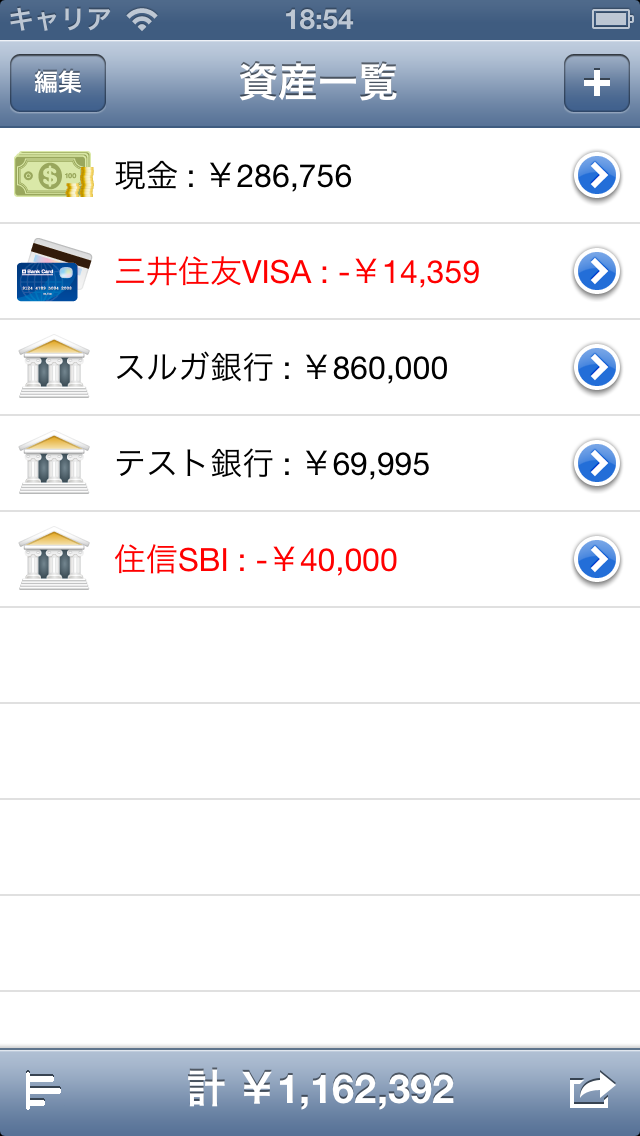 キャリア 18:54
編集 資産一覧 +
現金 : ￥286,756
三井住友VISA : -￥14,359
スルガ銀行 : ￥860,000
テスト銀行 : ￥69,995
住信SBI : -￥40,000
計 ￥1,162,392